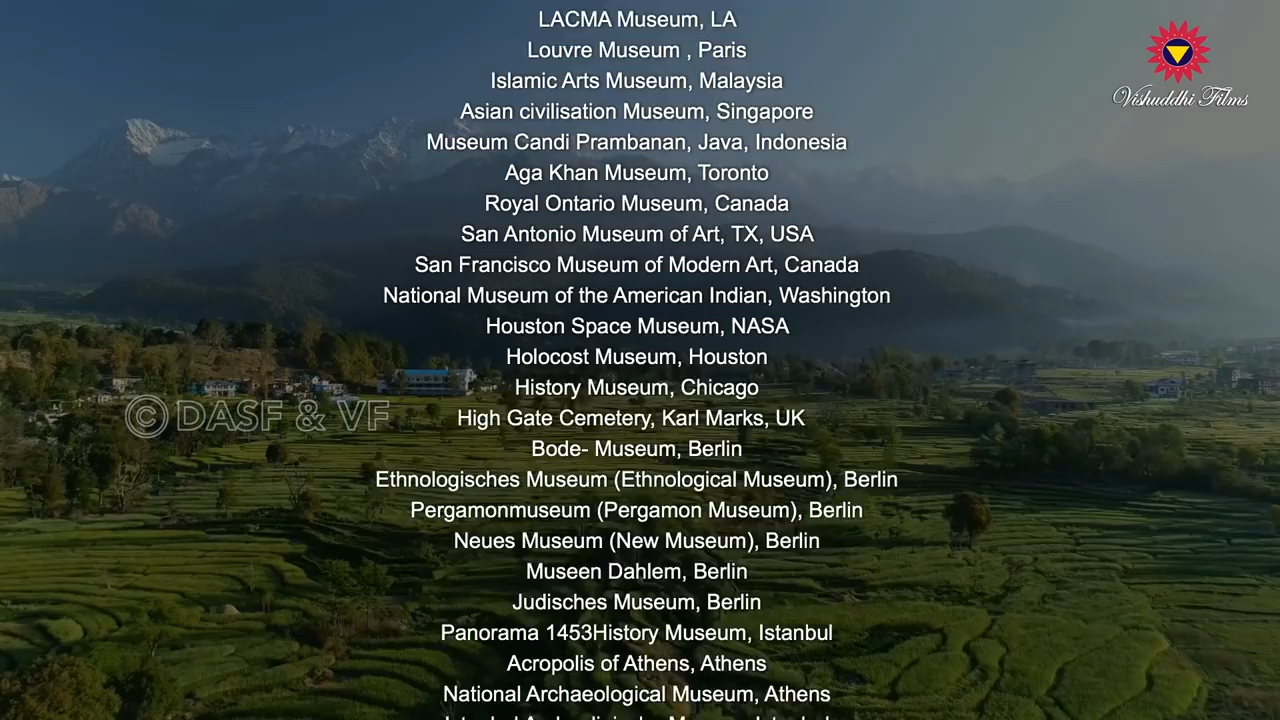 LACMA Museum, LA
Louvre Museum , Paris
Islamic Arts Museum, Malaysia
Asian civilisation Museum, Singapore
Museum Candi Prambanan, Java, Indonesia
Aga Khan Museum, Toronto
Royal Ontario Museum, Canada
San Antonio Museum of Art, TX, USA
San Francisco Museum of Modern Art, Canada
National Museum of the American Indian, Washington
Houston Space Museum, NASA
Holocost Museum, Houston
History Museum, Chicago
High Gate Cemetery, Karl Marks, UK
Bode- Museum, Berlin
Ethnologisches Museum (Ethnological Museum), Berlin
Pergamonmuseum (Pergamon Museum), Berlin
Neues Museum (New Museum), Berlin
Museen Dahlem, Berlin
Judisches Museum, Berlin
Panorama 1453History Museum, Istanbul
Acropolis of Athens, Athens
National Archaeological Museum, Athens
Vishuddhi Films
© DASF & VF